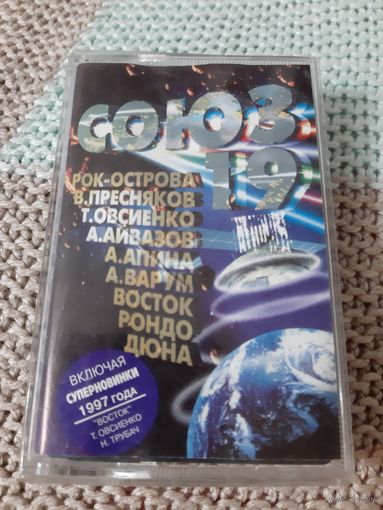 СОЮЗ
19
РОК-ОСТРОВА
В.ПРЕСНЯКОВ
Т.ОВСИЕНКО
А.АЙВАЗОВ
А.АПИНА
А.ВАРУМ
ВОСТОК
РОНДО
ДЮНА
ВКЛЮЧАЯ
СУПЕРНОВИНКИ
1997 ГОДА
"ВОСТОК"
Т. ОВСИЕНКО
Н. ТРУБАЧ